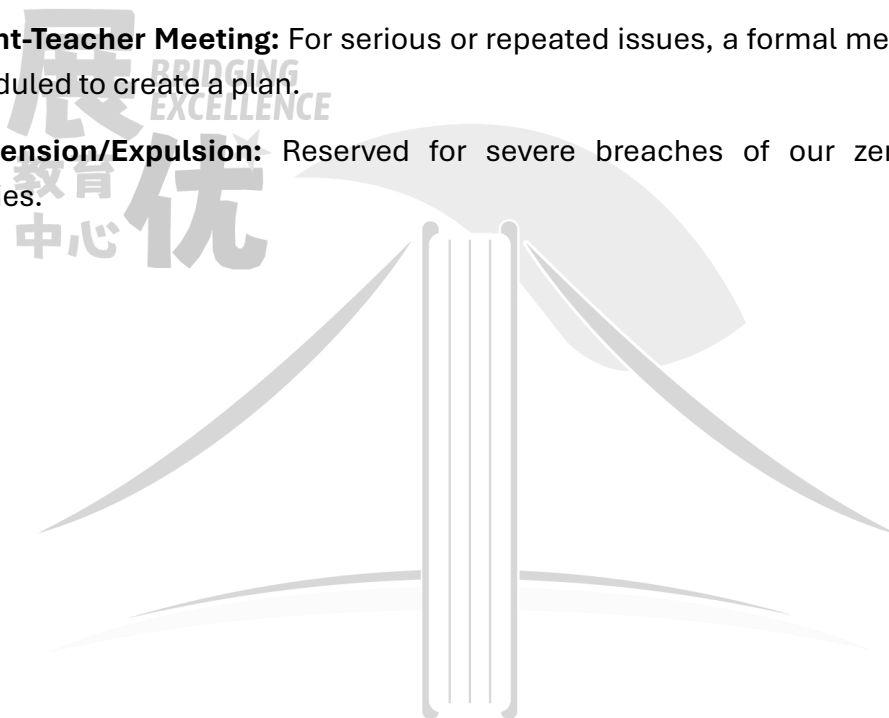 nt-Teacher Meeting: For serious or repeated issues, a formal me
duled to create a plan.
ension/Expulsion: Reserved for severe breaches of our zer
ies.
展
BRIDGING
EXCELLENCE
教育
中心
优